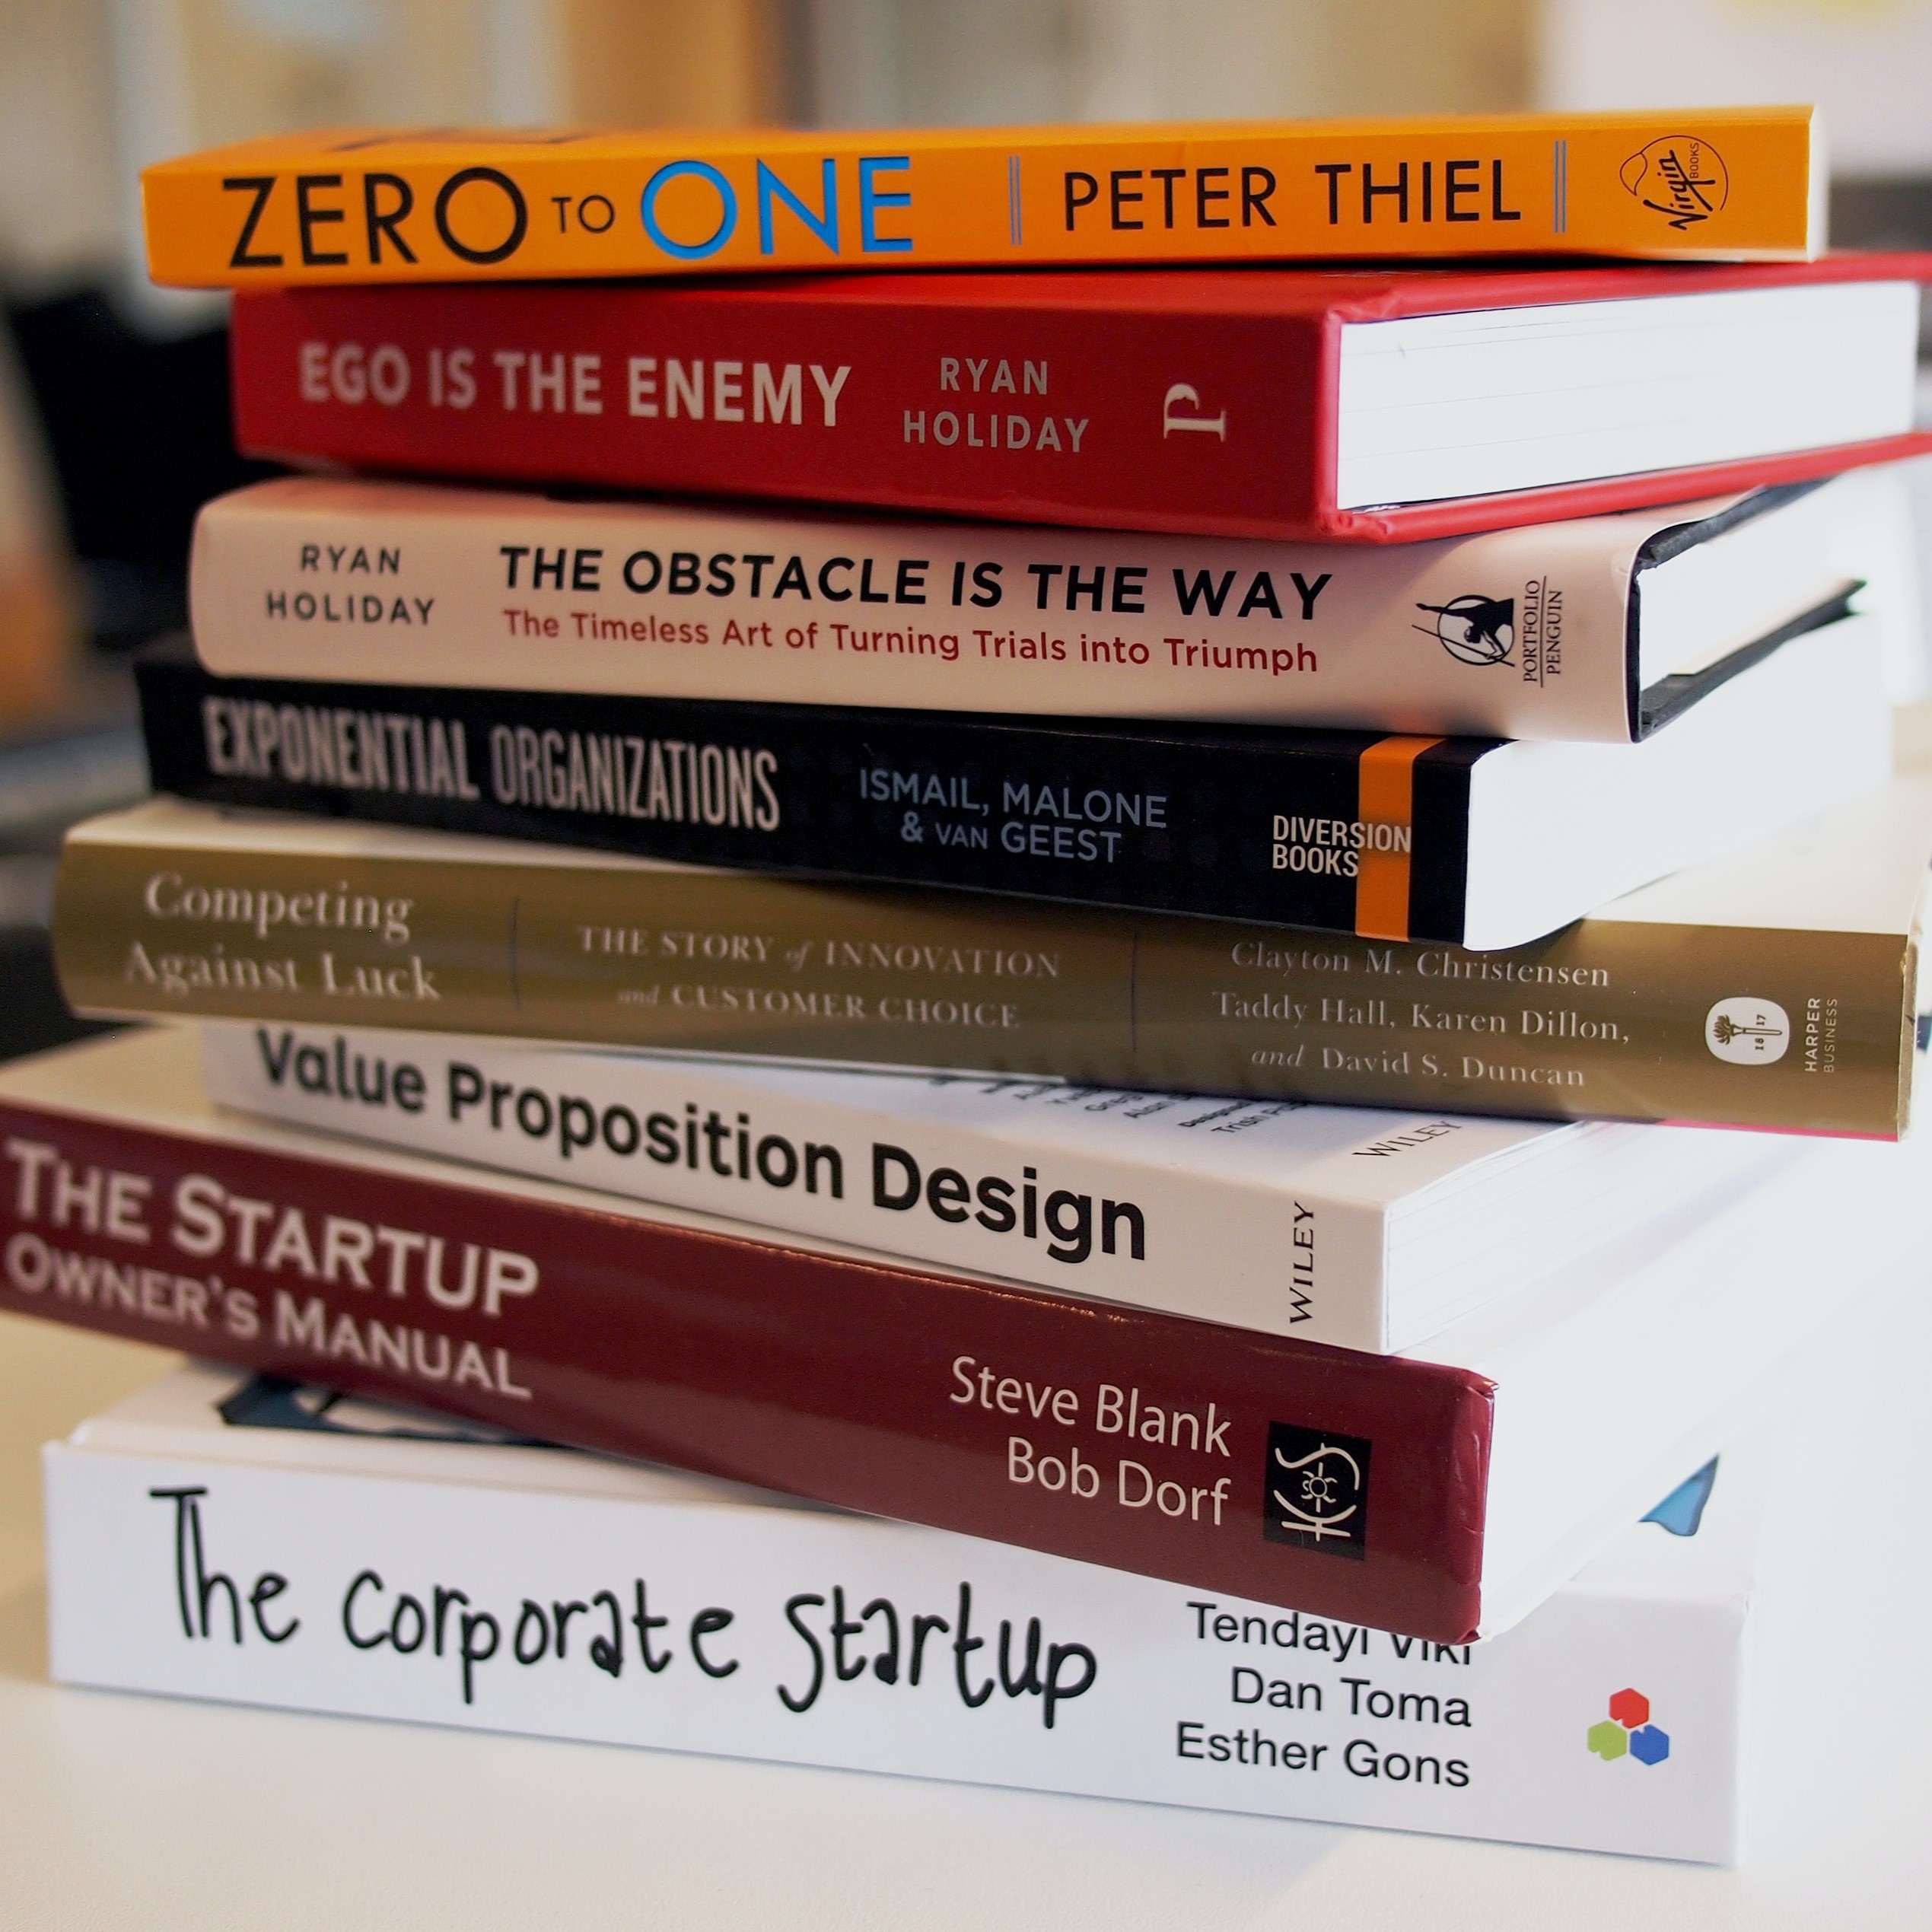 ZERO TO ONE
PETER THIEL
Virgin
BOOKS
EGO IS THE ENEMY
RYAN
HOLIDAY
P
RYAN
HOLIDAY
THE OBSTACLE IS THE WAY
The Timeless Art of Turning Trials into Triumph
PORTFOLIO
PENGUIN
EXPONENTIAL ORGANIZATIONS
ISMAIL, MALONE
& VAN GEEST
DIVERSION
BOOKS
Competing
Against Luck
THE STORY of INNOVATION
and CUSTOMER CHOICE
Clayton M. Christensen
Taddy Hall, Karen Dillon,
and David S. Duncan
18 17
HARPER
BUSINESS
Value Proposition Design
WILEY
WILEY
THE STARTUP
OWNER'S MANUAL
Steve Blank
Bob Dorf
K&S
The corporate startup
Tendayi Viki
Dan Toma
Esther Gons